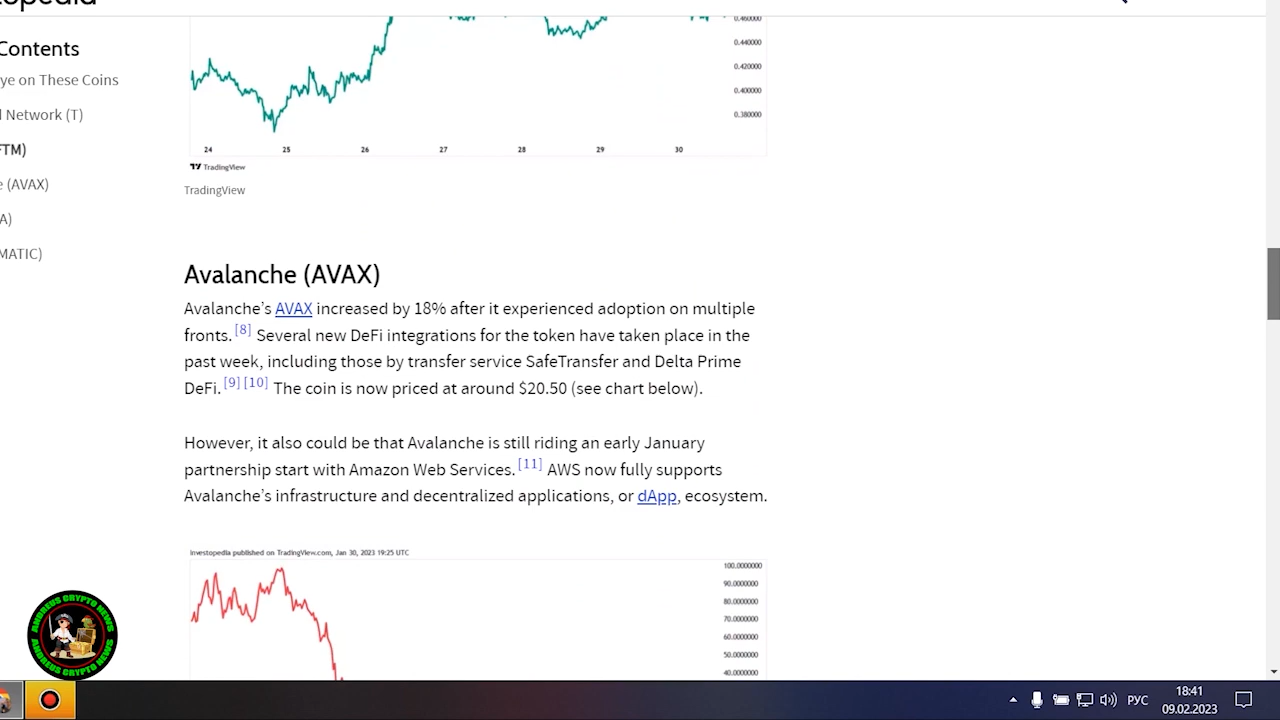 opedia
Contents
ye on These Coins
Network (T)
FTM)
e (AVAX)
A)
MATIC)
0.460000
0.440000
0.420000
0.400000
0.380000
24 25 26 27 28 29 30
TradingView
TradingView
Avalanche (AVAX)
Avalanche’s AVAX increased by 18% after it experienced adoption on multiple
fronts. [8] Several new DeFi integrations for the token have taken place in the
past week, including those by transfer service SafeTransfer and Delta Prime
DeFi. [9] [10] The coin is now priced at around $20.50 (see chart below).
However, it also could be that Avalanche is still riding an early January
partnership start with Amazon Web Services. [11] AWS now fully supports
Avalanche’s infrastructure and decentralized applications, or dApp, ecosystem.
Investopedia published on TradingView.com, Jan 30, 2023 19:25 UTC
100.0000000
90.0000000
80.0000000
70.0000000
60.0000000
50.0000000
40.0000000
ANDREUS CRYPTO NEWS
ANDREUS CRYPTO NEWS
РУС
18:41
09.02.2023